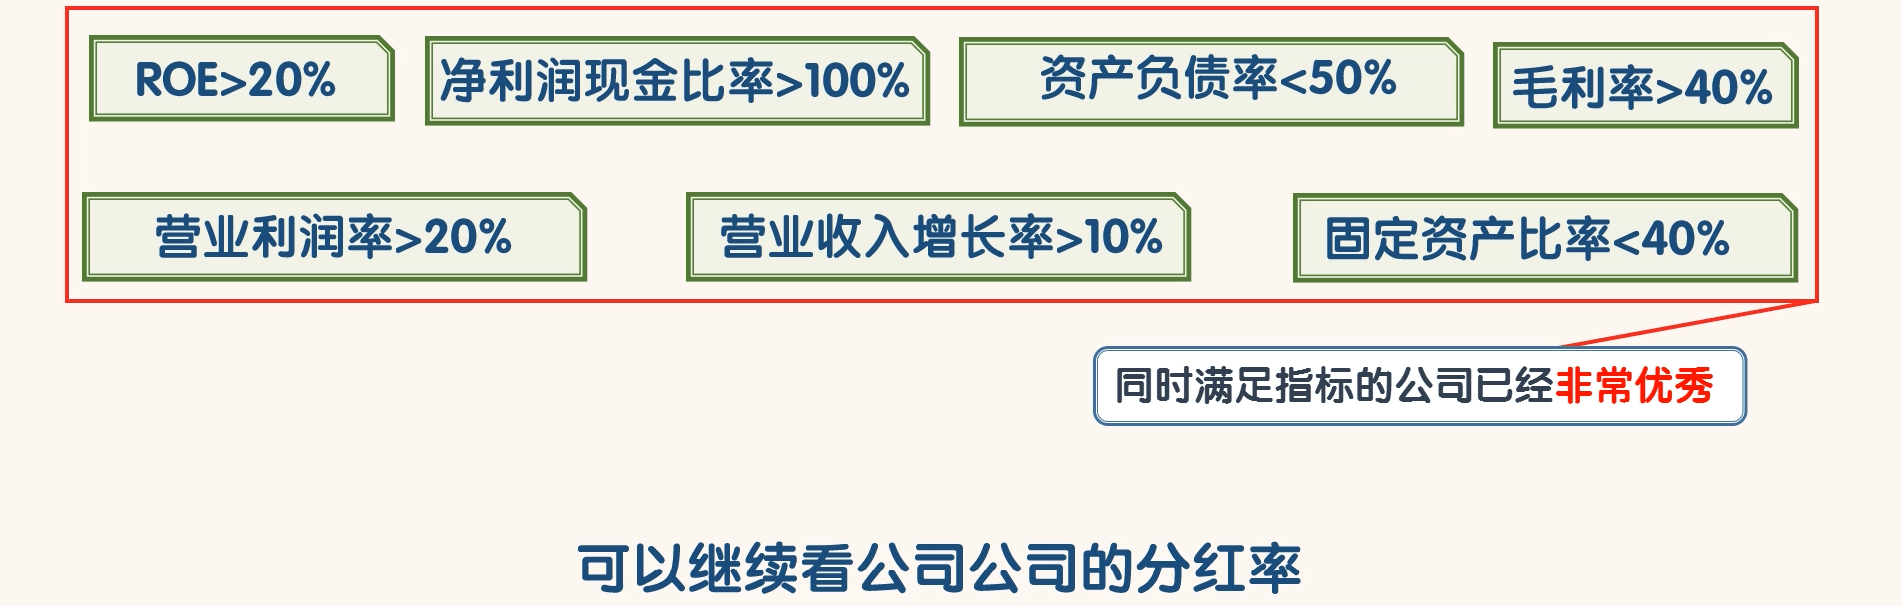 ROE>20%
净利润现金比率>100%
资产负债率<50%
毛利率>40%
营业利润率>20%
营业收入增长率>10%
固定资产比率<40%
同时满足指标的公司已经非常优秀
可以继续看公司公司的分红率